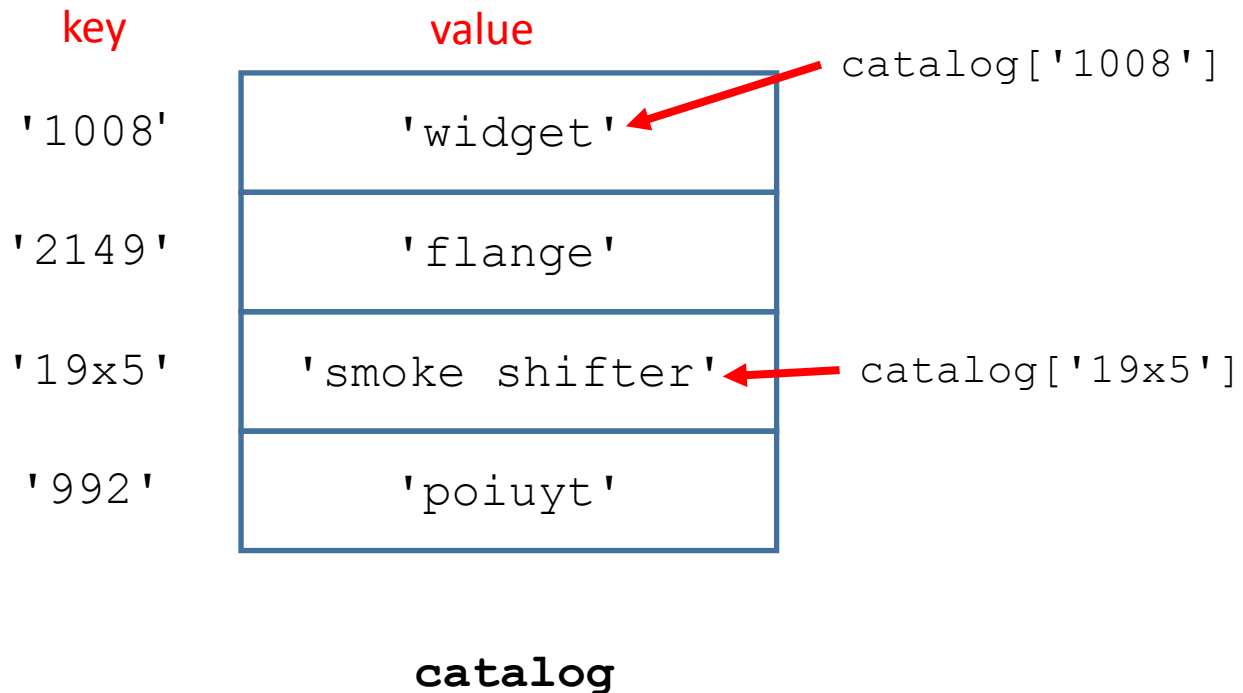 key value
catalog['1008']
'1008' 'widget'
'2149' 'flange'
'19x5' 'smoke shifter' catalog['19x5']
'992' 'poiuyt'
catalog